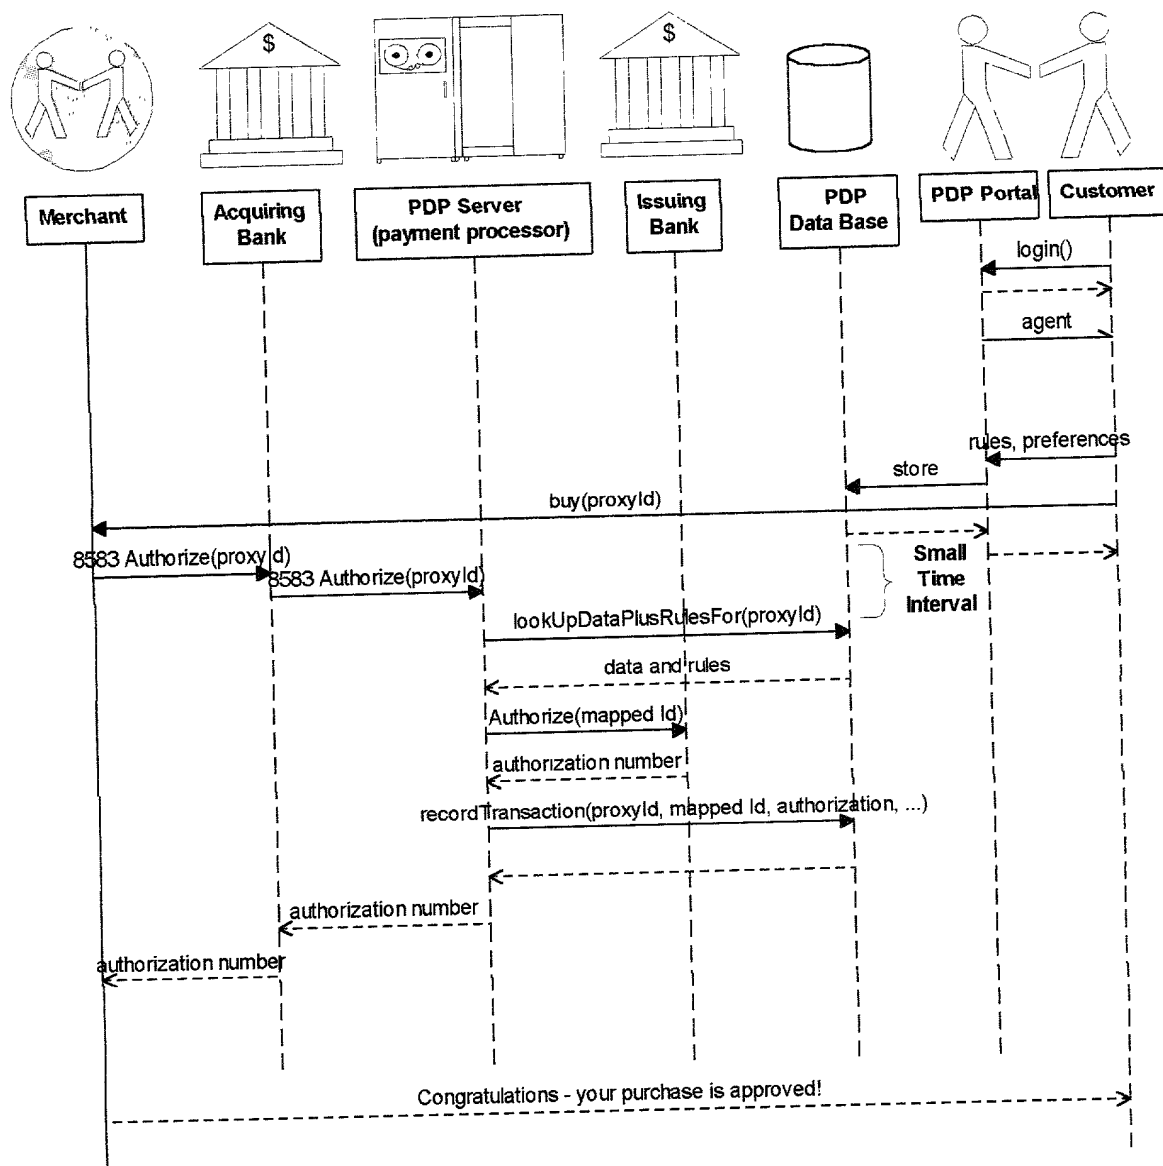 $
$
Merchant
Acquiring
Bank
PDP Server
(payment processor)
Issuing
Bank
PDP
Data Base
PDP Portal
Customer
login()
agent
rules, preferences
store
buy(proxyId)
8583 Authorize(proxyId)
8583 Authorize(proxyId)
Small
Time
Interval
lookUpDataPlusRulesFor(proxyId)
data and rules
Authorize(mapped Id)
authorization number
recordTransaction(proxyId, mapped Id, authorization, ...)
authorization number
authorization number
Congratulations - your purchase is approved!